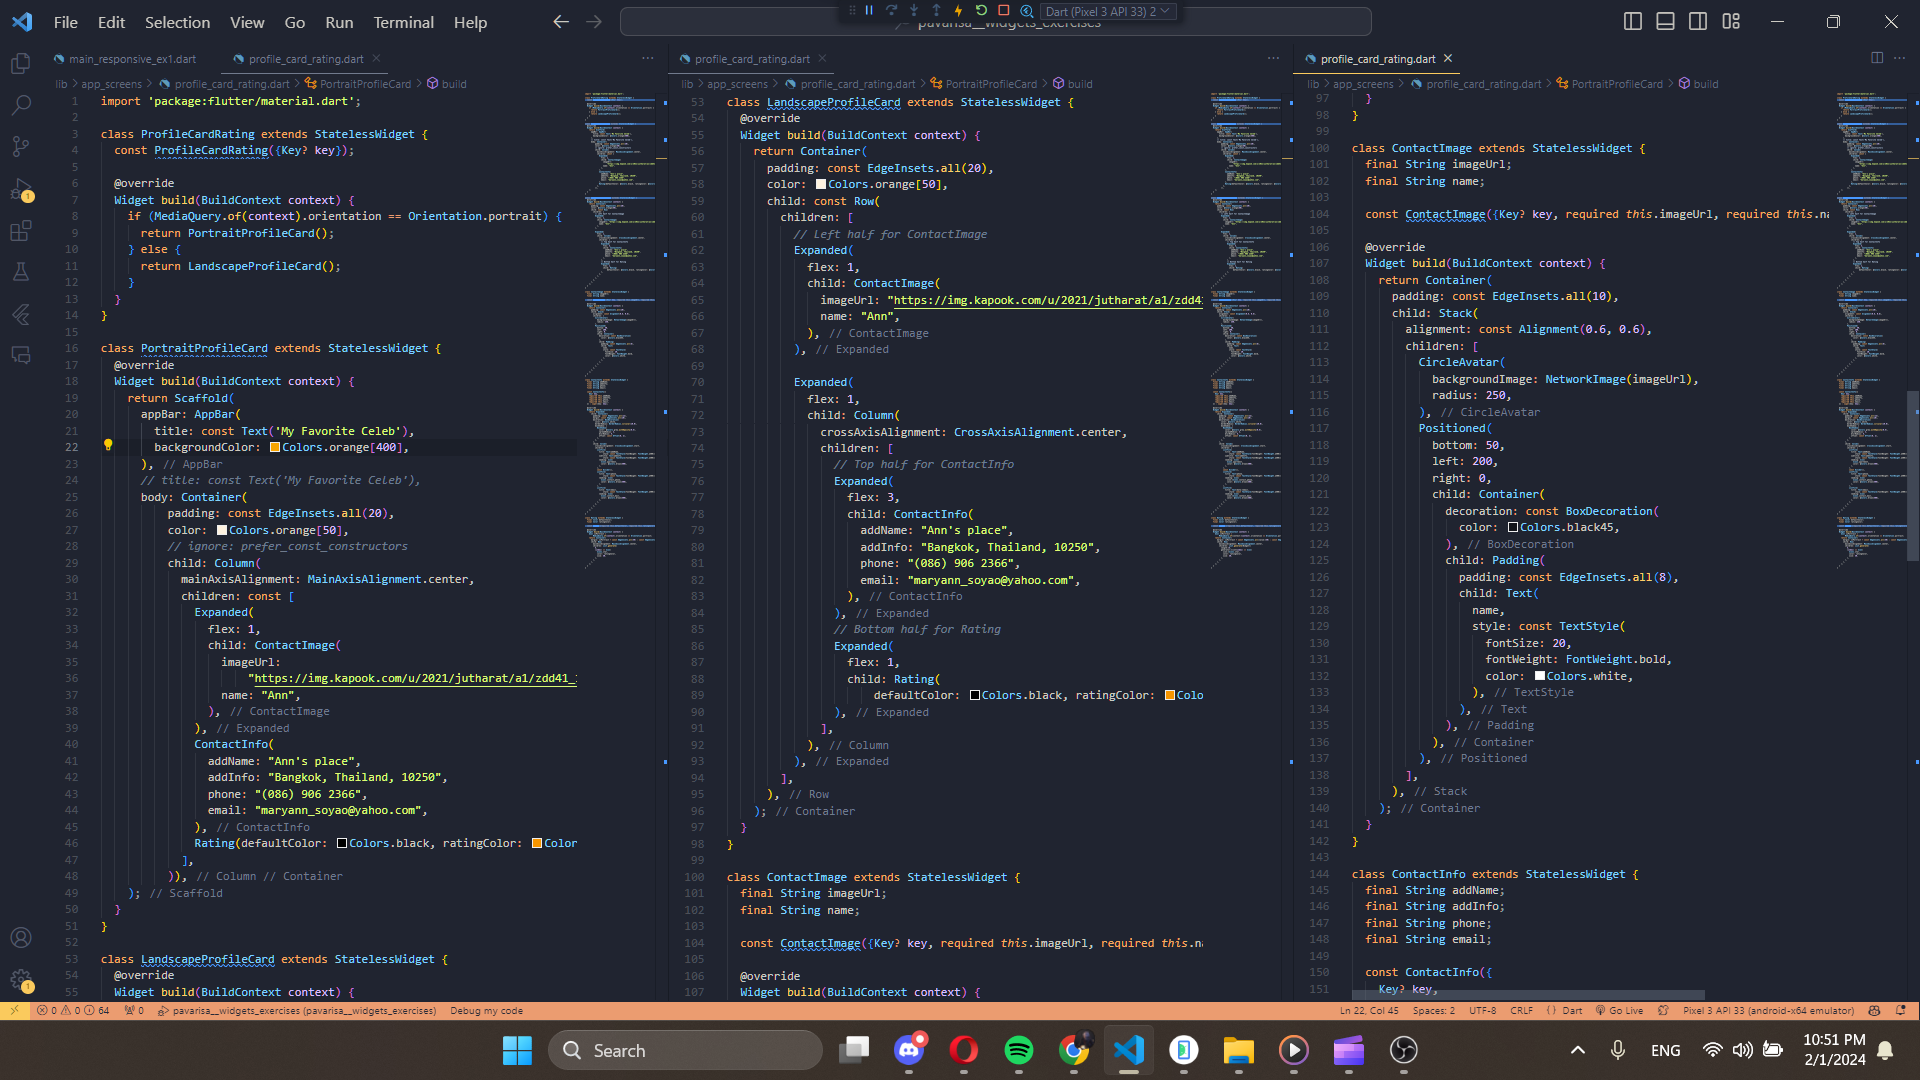 File Edit Selection View Go Run Terminal Help
Dart (Pixel 3 API 33) 2
pavarisa__widgets_exercises
main_responsive_ex1.dart
profile_card_rating.dart
lib > app_screens > profile_card_rating.dart > PortraitProfileCard > build
1 import 'package:flutter/material.dart';
2
3 class ProfileCardRating extends StatelessWidget {
4 const ProfileCardRating({Key? key});
5
6 @override
7 Widget build(BuildContext context) {
8 if (MediaQuery.of(context).orientation == Orientation.portrait) {
9 return PortraitProfileCard();
10 } else {
11 return LandscapeProfileCard();
12 }
13 }
14 }
15
16 class PortraitProfileCard extends StatelessWidget {
17 @override
18 Widget build(BuildContext context) {
19 return Scaffold(
20 appBar: AppBar(
21 title: const Text('My Favorite Celeb'),
22 backgroundColor: Colors.orange[400],
23 ), // AppBar
24 // title: const Text('My Favorite Celeb'),
25 body: Container(
26 padding: const EdgeInsets.all(20),
27 color: Colors.orange[50],
28 // ignore: prefer_const_constructors
29 child: Column(
30 mainAxisAlignment: MainAxisAlignment.center,
31 children: const [
32 Expanded(
33 flex: 1,
34 child: ContactImage(
35 imageUrl:
36 "https://img.kapook.com/u/2021/jutharat/a1/zdd41_
37 name: "Ann",
38 ), // ContactImage
39 ), // Expanded
40 ContactInfo(
41 addName: "Ann's place",
42 addInfo: "Bangkok, Thailand, 10250",
43 phone: "(086) 906 2366",
44 email: "maryann_soyao@yahoo.com",
45 ), // ContactInfo
46 Rating(defaultColor: Colors.black, ratingColor: Color
47 ],
48 )), // Column // Container
49 ); // Scaffold
50 }
51 }
52
53 class LandscapeProfileCard extends StatelessWidget {
54 @override
55 Widget build(BuildContext context) {
profile_card_rating.dart
lib > app_screens > profile_card_rating.dart > PortraitProfileCard > build
53 class LandscapeProfileCard extends StatelessWidget {
54 @override
55 Widget build(BuildContext context) {
56 return Container(
57 padding: const EdgeInsets.all(20),
58 color: Colors.orange[50],
59 child: const Row(
60 children: [
61 // Left half for ContactImage
62 Expanded(
63 flex: 1,
64 child: ContactImage(
65 imageUrl: "https://img.kapook.com/u/2021/jutharat/a1/zdd4
66 name: "Ann",
67 ), // ContactImage
68 ), // Expanded
69
70 Expanded(
71 flex: 1,
72 child: Column(
73 crossAxisAlignment: CrossAxisAlignment.center,
74 children: [
75 // Top half for ContactInfo
76 Expanded(
77 flex: 3,
78 child: ContactInfo(
79 addName: "Ann's place",
80 addInfo: "Bangkok, Thailand, 10250",
81 phone: "(086) 906 2366",
82 email: "maryann_soyao@yahoo.com",
83 ), // ContactInfo
84 ), // Expanded
85 // Bottom half for Rating
86 Expanded(
87 flex: 1,
88 child: Rating(
89 defaultColor: Colors.black, ratingColor: Colo
90 ), // Expanded
91 ],
92 ), // Column
93 ), // Expanded
94 ],
95 ), // Row
96 ); // Container
97 }
98 }
99
100 class ContactImage extends StatelessWidget {
101 final String imageUrl;
102 final String name;
103
104 const ContactImage({Key? key, required this.imageUrl, required this.na
105
106 @override
107 Widget build(BuildContext context) {
profile_card_rating.dart
lib > app_screens > profile_card_rating.dart > PortraitProfileCard > build
97 }
98 }
99
100 class ContactImage extends StatelessWidget {
101 final String imageUrl;
102 final String name;
103
104 const ContactImage({Key? key, required this.imageUrl, required this.na
105
106 @override
107 Widget build(BuildContext context) {
108 return Container(
109 padding: const EdgeInsets.all(10),
110 child: Stack(
111 alignment: const Alignment(0.6, 0.6),
112 children: [
113 CircleAvatar(
114 backgroundImage: NetworkImage(imageUrl),
115 radius: 250,
116 ), // CircleAvatar
117 Positioned(
118 bottom: 50,
119 left: 200,
120 right: 0,
121 child: Container(
122 decoration: const BoxDecoration(
123 color: Colors.black45,
124 ), // BoxDecoration
125 child: Padding(
126 padding: const EdgeInsets.all(8),
127 child: Text(
128 name,
129 style: const TextStyle(
130 fontSize: 20,
131 fontWeight: FontWeight.bold,
132 color: Colors.white,
133 ), // TextStyle
134 ), // Text
135 ), // Padding
136 ), // Container
137 ), // Positioned
138 ],
139 ), // Stack
140 ); // Container
141 }
142 }
143
144 class ContactInfo extends StatelessWidget {
145 final String addName;
146 final String addInfo;
147 final String phone;
148 final String email;
149
150 const ContactInfo({
151 Key? key,
0 0 64 0 pavarisa__widgets_exercises (pavarisa__widgets_exercises) Debug my code
Ln 22, Col 45 Spaces: 2 UTF-8 CRLF {} Dart Go Live Pixel 3 API 33 (android-x64 emulator)
Search
ENG
10:51 PM
2/1/2024